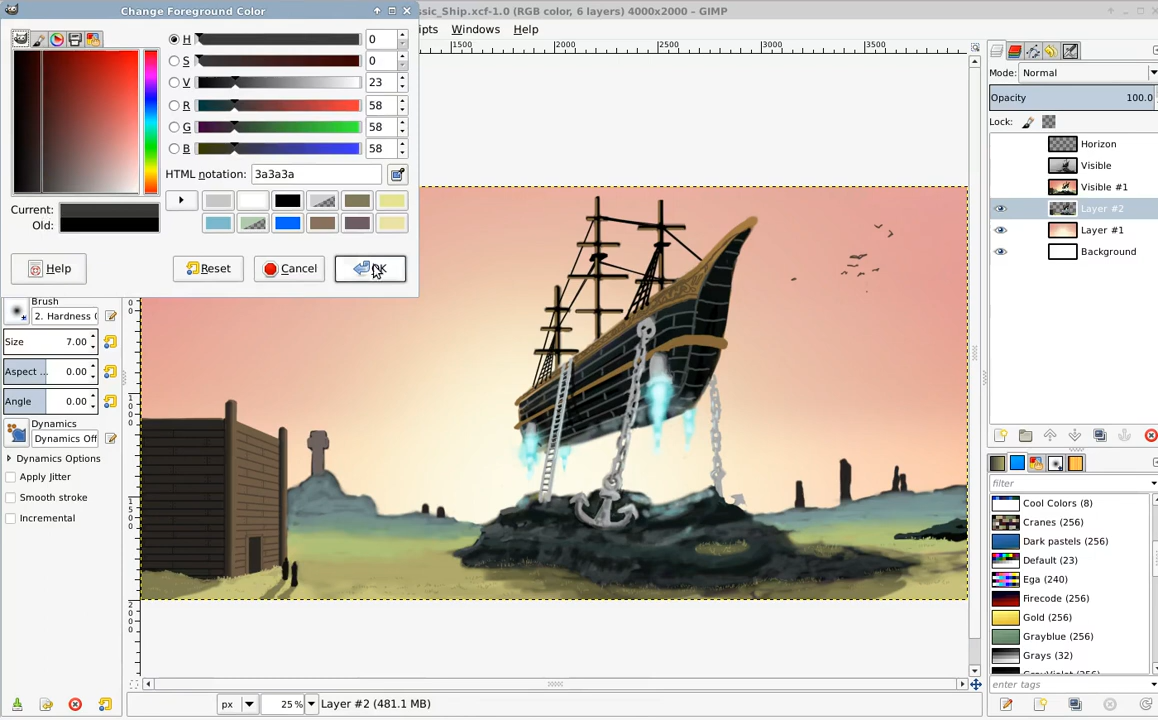 Change Foreground Color
ssic_Ship.xcf-1.0 (RGB color, 6 layers) 4000x2000 – GIMP
ipts Windows Help
H 0
S 0
V 23
R 58
G 58
B 58
HTML notation: 3a3a3a
Current:
Old:
Help
Reset
Cancel
OK
1500 2000 2500 3000 3500
Brush
2. Hardness 0
Size 7.00
Aspect ... 0.00
Angle 0.00
Dynamics
Dynamics Off
Dynamics Options
Apply Jitter
Smooth stroke
Incremental
Mode: Normal
Opacity 100.0
Lock:
Horizon
Visible
Visible #1
Layer #2
Layer #1
Background
filter
Cool Colors (8)
Cranes (256)
Dark pastels (256)
Default (23)
Ega (240)
Firecode (256)
Gold (256)
Grayblue (256)
Grays (32)
enter tags
px 25 % Layer #2 (481.1 MB)